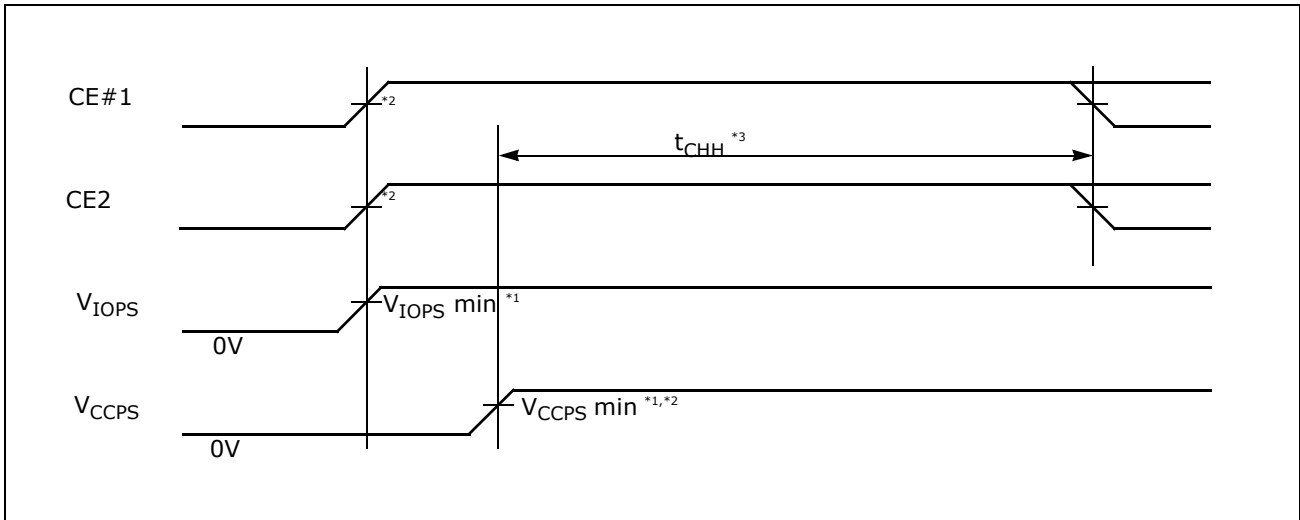 CE#1
*2
tCHH *3
CE2
*2
VIOPS
VIOPS min *1
0V
VCCPS
VCCPS min *1,*2
0V